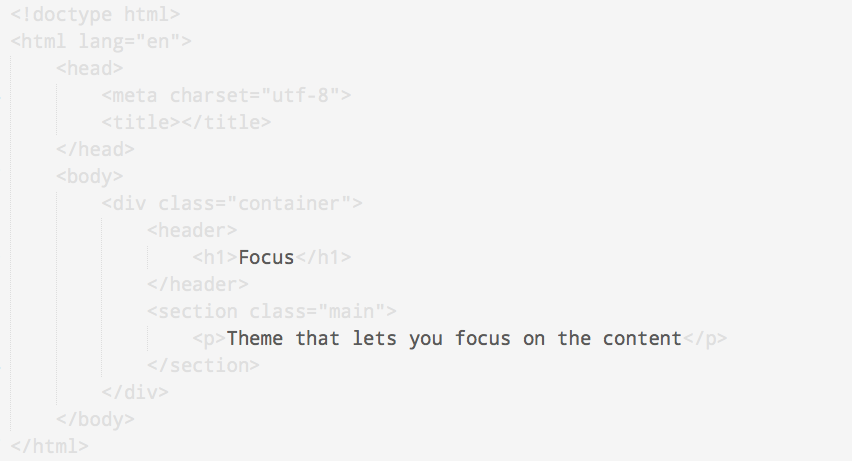 <!doctype html>
<html lang="en">
<head>
<meta charset="utf-8">
<title></title>
</head>
<body>
<div class="container">
<header>
<h1>Focus</h1>
</header>
<section class="main">
<p>Theme that lets you focus on the content</p>
</section>
</div>
</body>
</html>